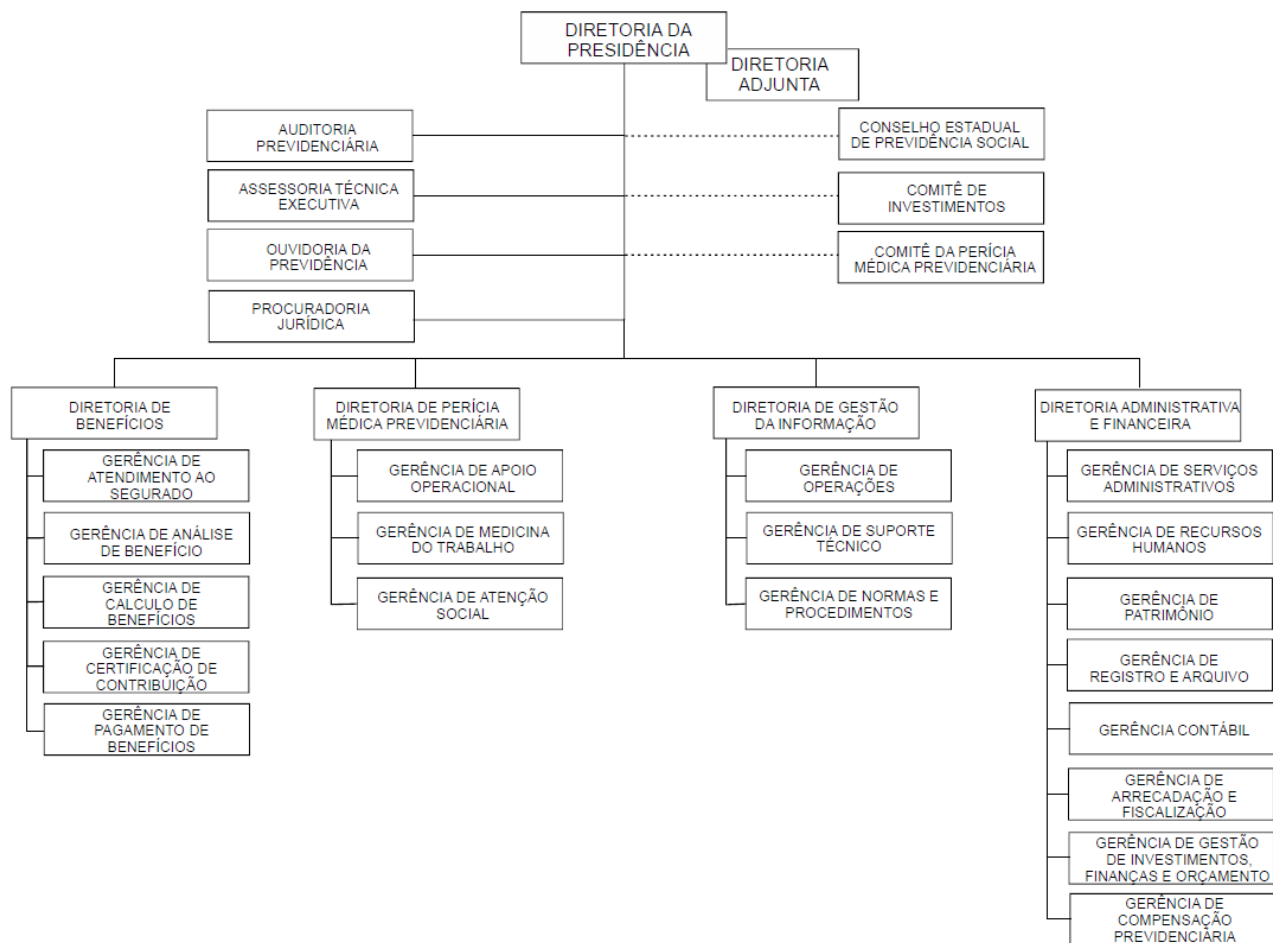 DIRETORIA DA
PRESIDÊNCIA
DIRETORIA
ADJUNTA
AUDITORIA
PREVIDENCIÁRIA
CONSELHO ESTADUAL
DE PREVIDÊNCIA SOCIAL
ASSESSORIA TÉCNICA
EXECUTIVA
COMITÊ DE
INVESTIMENTOS
OUVIDORIA DA
PREVIDÊNCIA
COMITÊ DA PERÍCIA
MÉDICA PREVIDENCIÁRIA
PROCURADORIA
JURÍDICA
DIRETORIA DE
BENEFÍCIOS
GERÊNCIA DE
ATENDIMENTO AO
SEGURADO
GERÊNCIA DE ANÁLISE
DE BENEFÍCIO
GERÊNCIA DE
CALCULO DE
BENEFÍCIOS
GERÊNCIA DE
CERTIFICAÇÃO DE
CONTRIBUIÇÃO
GERÊNCIA DE
PAGAMENTO DE
BENEFÍCIOS
DIRETORIA DE PERÍCIA
MÉDICA PREVIDENCIÁRIA
GERÊNCIA DE APOIO
OPERACIONAL
GERÊNCIA DE MEDICINA
DO TRABALHO
GERÊNCIA DE ATENÇÃO
SOCIAL
DIRETORIA DE GESTÃO
DA INFORMAÇÃO
GERÊNCIA DE
OPERAÇÕES
GERÊNCIA DE SUPORTE
TÉCNICO
GERÊNCIA DE NORMAS E
PROCEDIMENTOS
DIRETORIA ADMINISTRATIVA
E FINANCEIRA
GERÊNCIA DE SERVIÇOS
ADMINISTRATIVOS
GERÊNCIA DE RECURSOS
HUMANOS
GERÊNCIA DE
PATRIMÔNIO
GERÊNCIA DE
REGISTRO E ARQUIVO
GERÊNCIA CONTÁBIL
GERÊNCIA DE
ARRECADAÇÃO E
FISCALIZAÇÃO
GERÊNCIA DE GESTÃO
DE INVESTIMENTOS,
FINANÇAS E ORÇAMENTO
GERÊNCIA DE
COMPENSAÇÃO
PREVIDENCIÁRIA